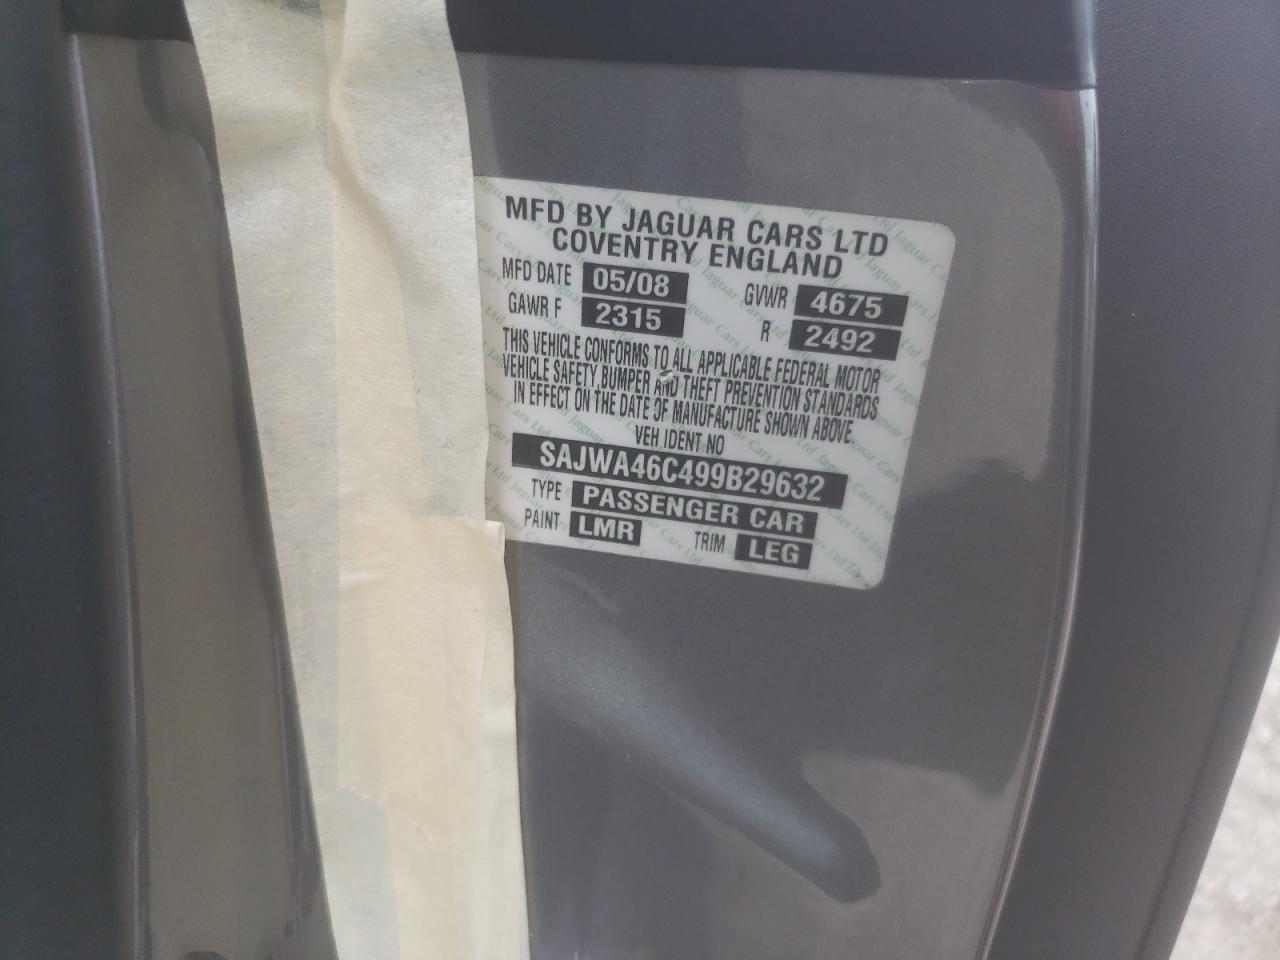 MFD BY JAGUAR CARS LTD
COVENTRY ENGLAND
MFD DATE 05/08 GVWR 4675
GAWR F 2315 R 2492
THIS VEHICLE CONFORMS TO ALL APPLICABLE FEDERAL MOTOR
VEHICLE SAFETY, BUMPER AND THEFT PREVENTION STANDARDS
IN EFFECT ON THE DATE OF MANUFACTURE SHOWN ABOVE.
VEH IDENT NO
SAJWA46C499B29632
TYPE PASSENGER CAR
PAINT LMR TRIM LEG